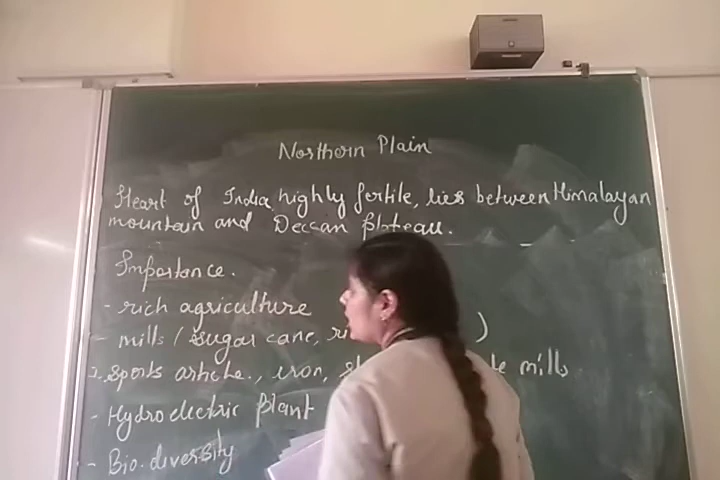 Northern Plain
Heart of India, highly fertile, lies between Himalayan
mountain and Deccan plateau.
Importance.
- rich agriculture
- mills / sugar cane, )
sports article, iron, mills
- Hydroelectric plant
- Bio.diversity